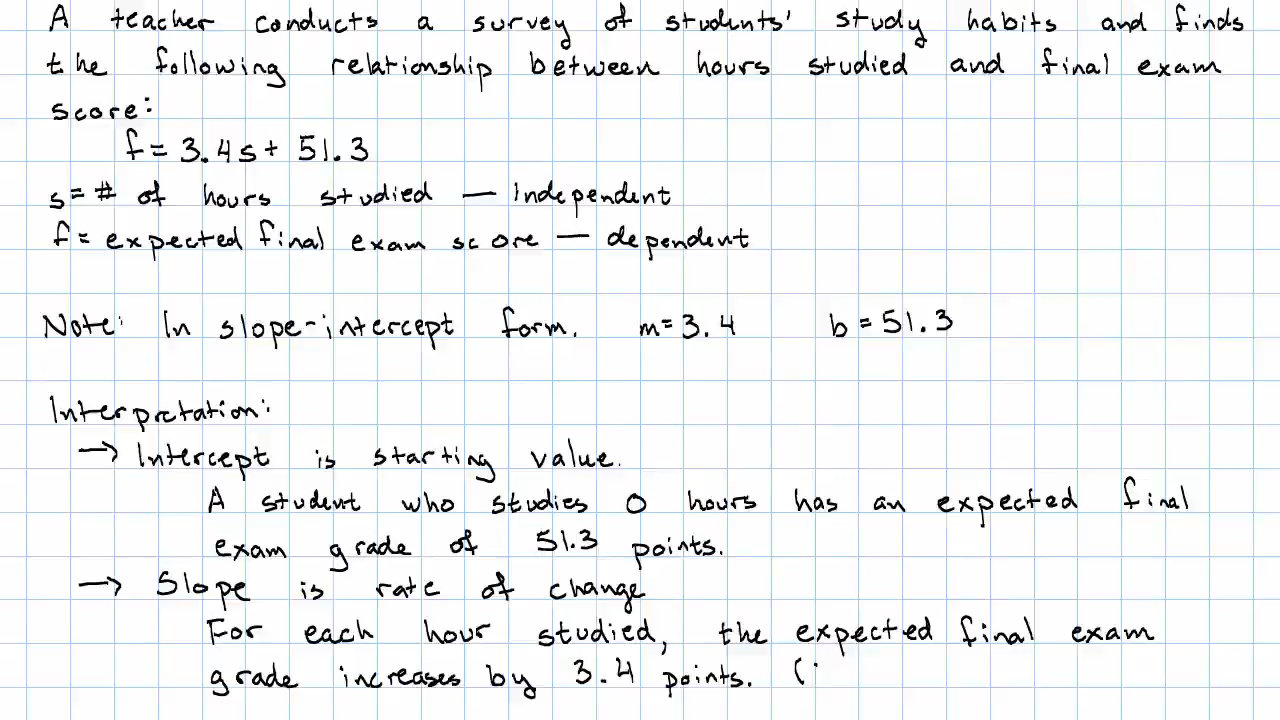 A teacher conducts a survey of students' study habits and finds
the following relationship between hours studied and final exam
score:
f = 3.4s + 51.3
s = # of hours studied — Independent
f = expected final exam score — dependent
Note: In slope-intercept form. m = 3.4 b = 51.3
Interpretation:
→ Intercept is starting value.
A student who studies 0 hours has an expected final
exam grade of 51.3 points.
→ Slope is rate of change
For each hour studied, the expected final exam
grade increases by 3.4 points. (